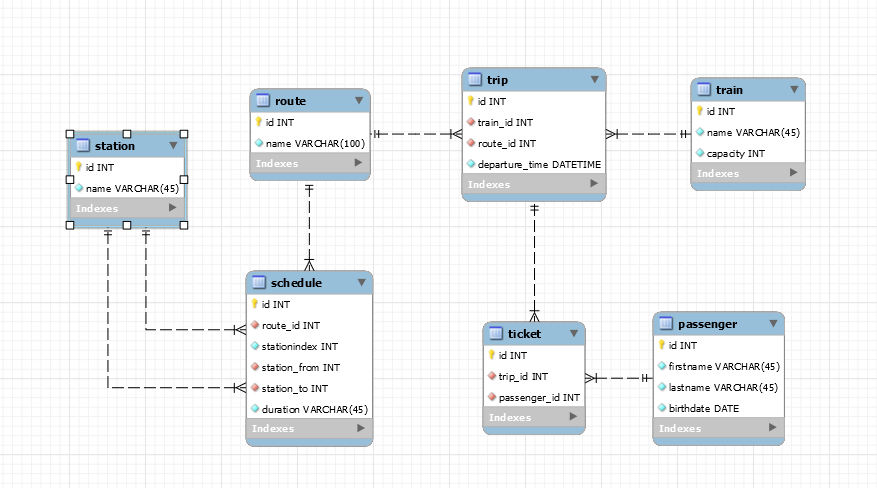 station
id INT
name VARCHAR(45)
Indexes
route
id INT
name VARCHAR(100)
Indexes
trip
id INT
train_id INT
route_id INT
departure_time DATETIME
Indexes
train
id INT
name VARCHAR(45)
capacity INT
Indexes
schedule
id INT
route_id INT
stationindex INT
station_from INT
station_to INT
duration VARCHAR(45)
Indexes
ticket
id INT
trip_id INT
passenger_id INT
Indexes
passenger
id INT
firstname VARCHAR(45)
lastname VARCHAR(45)
birthdate DATE
Indexes